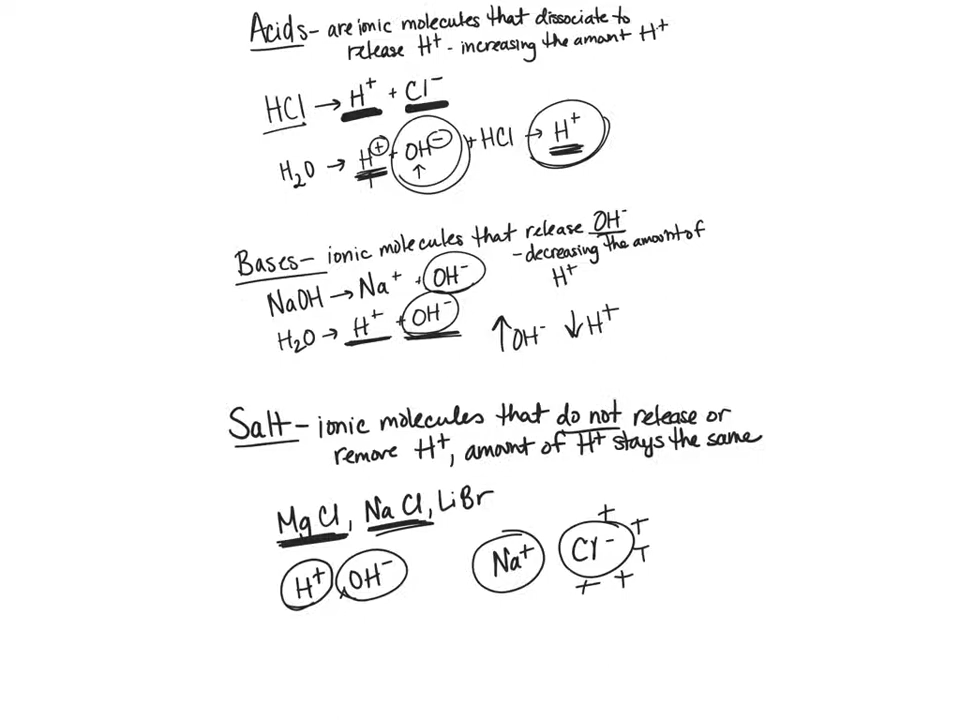 Acids - are ionic molecules that dissociate to
release H+ - increasing the amant H+
HCl → H+ + Cl-
H2O → H+ + OH- + HCl → H+
↑
Bases - ionic molecules that release OH-
- decreasing the amount of
H+
NaOH → Na+ + OH-
H2O → H+ + OH- ↑OH- ↓H+
Salt - ionic molecules that do not release or
remove H+, amount of H+ stays the same
MgCl, NaCl, LiBr
H+, OH- Na+ Cl-
+ + + + +